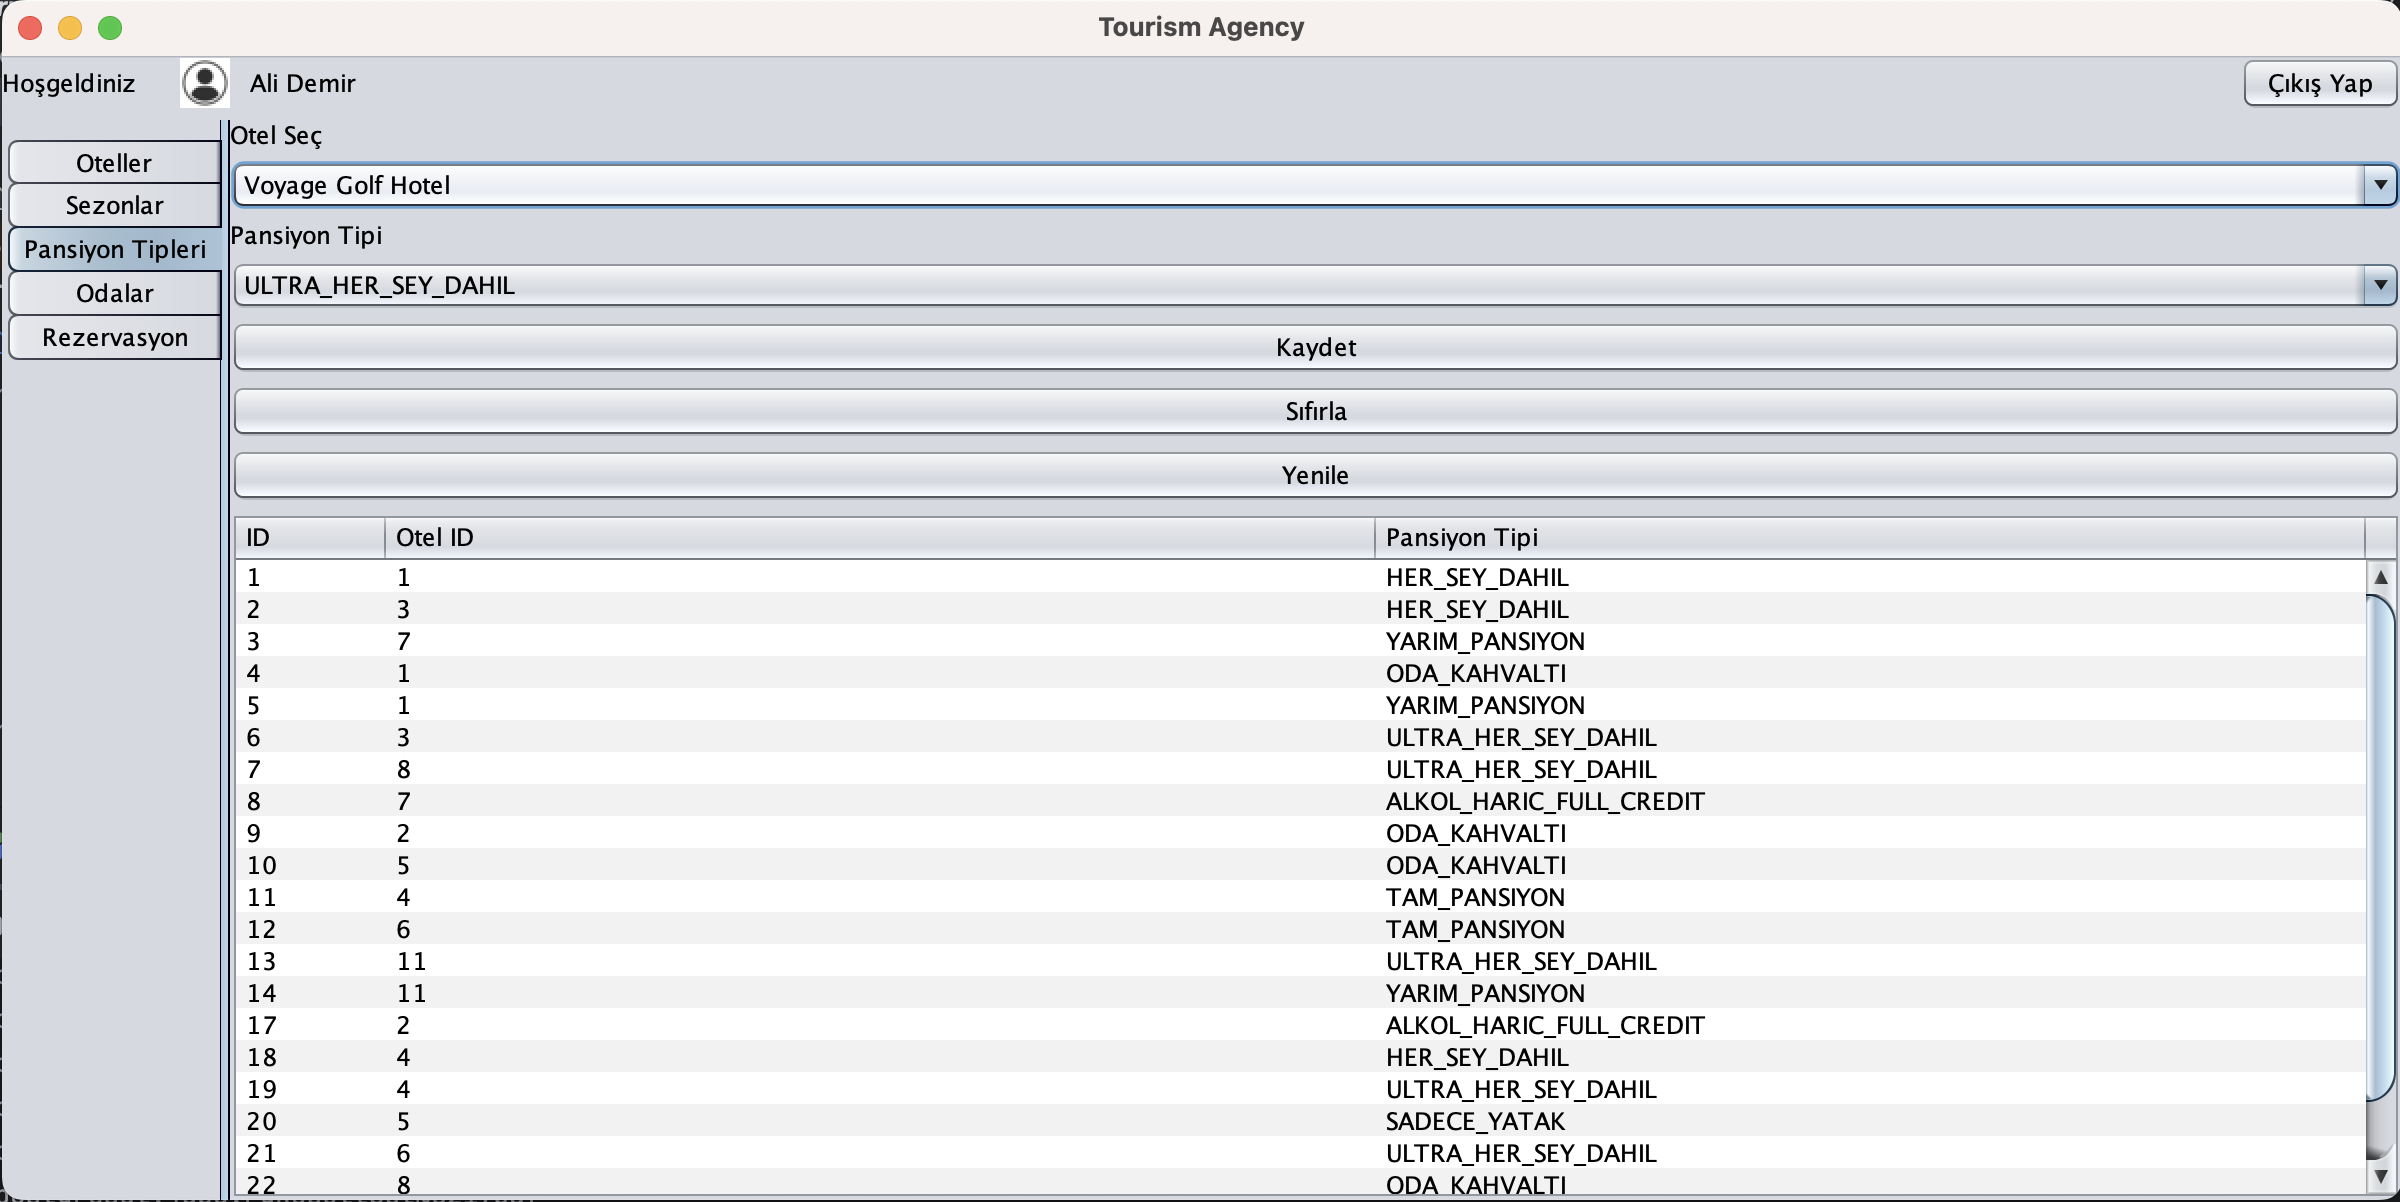 Tourism Agency
Hoşgeldiniz Ali Demir Çıkış Yap
Oteller
Sezonlar
Pansiyon Tipleri
Odalar
Rezervasyon
Otel Seç
Voyage Golf Hotel
Pansiyon Tipi
ULTRA_HER_SEY_DAHIL
Kaydet
Sıfırla
Yenile
ID Otel ID Pansiyon Tipi
1 1 HER_SEY_DAHIL
2 3 HER_SEY_DAHIL
3 7 YARIM_PANSIYON
4 1 ODA_KAHVALTI
5 1 YARIM_PANSIYON
6 3 ULTRA_HER_SEY_DAHIL
7 8 ULTRA_HER_SEY_DAHIL
8 7 ALKOL_HARIC_FULL_CREDIT
9 2 ODA_KAHVALTI
10 5 ODA_KAHVALTI
11 4 TAM_PANSIYON
12 6 TAM_PANSIYON
13 11 ULTRA_HER_SEY_DAHIL
14 11 YARIM_PANSIYON
17 2 ALKOL_HARIC_FULL_CREDIT
18 4 HER_SEY_DAHIL
19 4 ULTRA_HER_SEY_DAHIL
20 5 SADECE_YATAK
21 6 ULTRA_HER_SEY_DAHIL
22 8 ODA_KAHVALTI